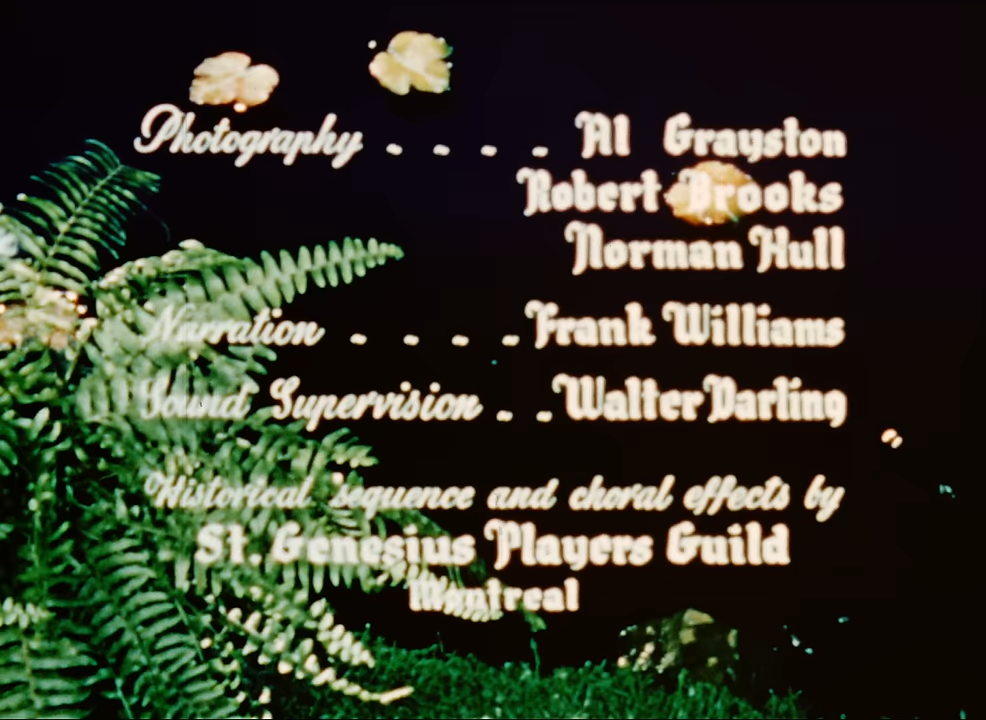 Photography . . . . Al Grayston
Robert Brooks
Norman Hull
Narration . . . . Frank Williams
Sound Supervision . . Walter Darling
Historical sequence and choral effects by
St. Genesius Players Guild
Montreal